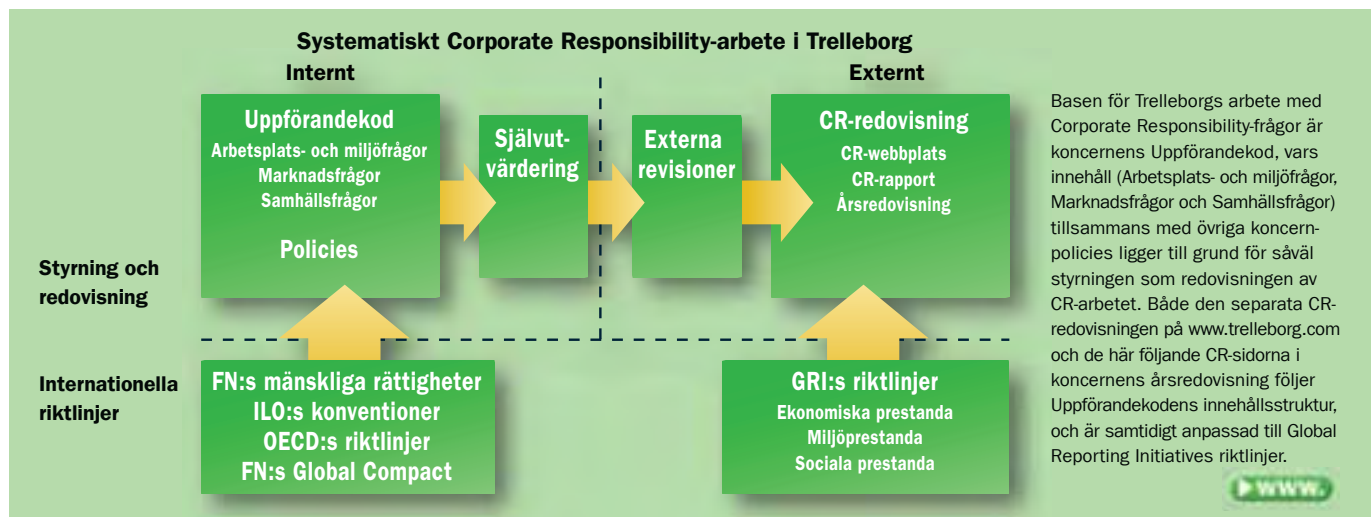 Systematiskt Corporate Responsibility-arbete i Trelleborg
Internt
Externt
Uppförandekod
Arbetsplats- och miljöfrågor
Marknadsfrågor
Samhällsfrågor
Policies
Självut-
värdering
Externa
revisioner
CR-redovisning
CR-webbplats
CR-rapport
Årsredovisning
Styrning och
redovisning
Internationella
riktlinjer
FN:s mänskliga rättigheter
ILO:s konventioner
OECD:s riktlinjer
FN:s Global Compact
GRI:s riktlinjer
Ekonomiska prestanda
Miljöprestanda
Sociala prestanda
Basen för Trelleborgs arbete med
Corporate Responsibility-frågor är
koncernens Uppförandekod, vars
innehåll (Arbetsplats- och miljöfrågor,
Marknadsfrågor och Samhällsfrågor)
tillsammans med övriga koncern-
policies ligger till grund för såväl
styrningen som redovisningen av
CR-arbetet. Både den separata CR-
redovisningen på www.trelleborg.com
och de här följande CR-sidorna i
koncernens årsredovisning följer
Uppförandekodens innehållsstruktur,
och är samtidigt anpassad till Global
Reporting Initiatives riktlinjer.
www.